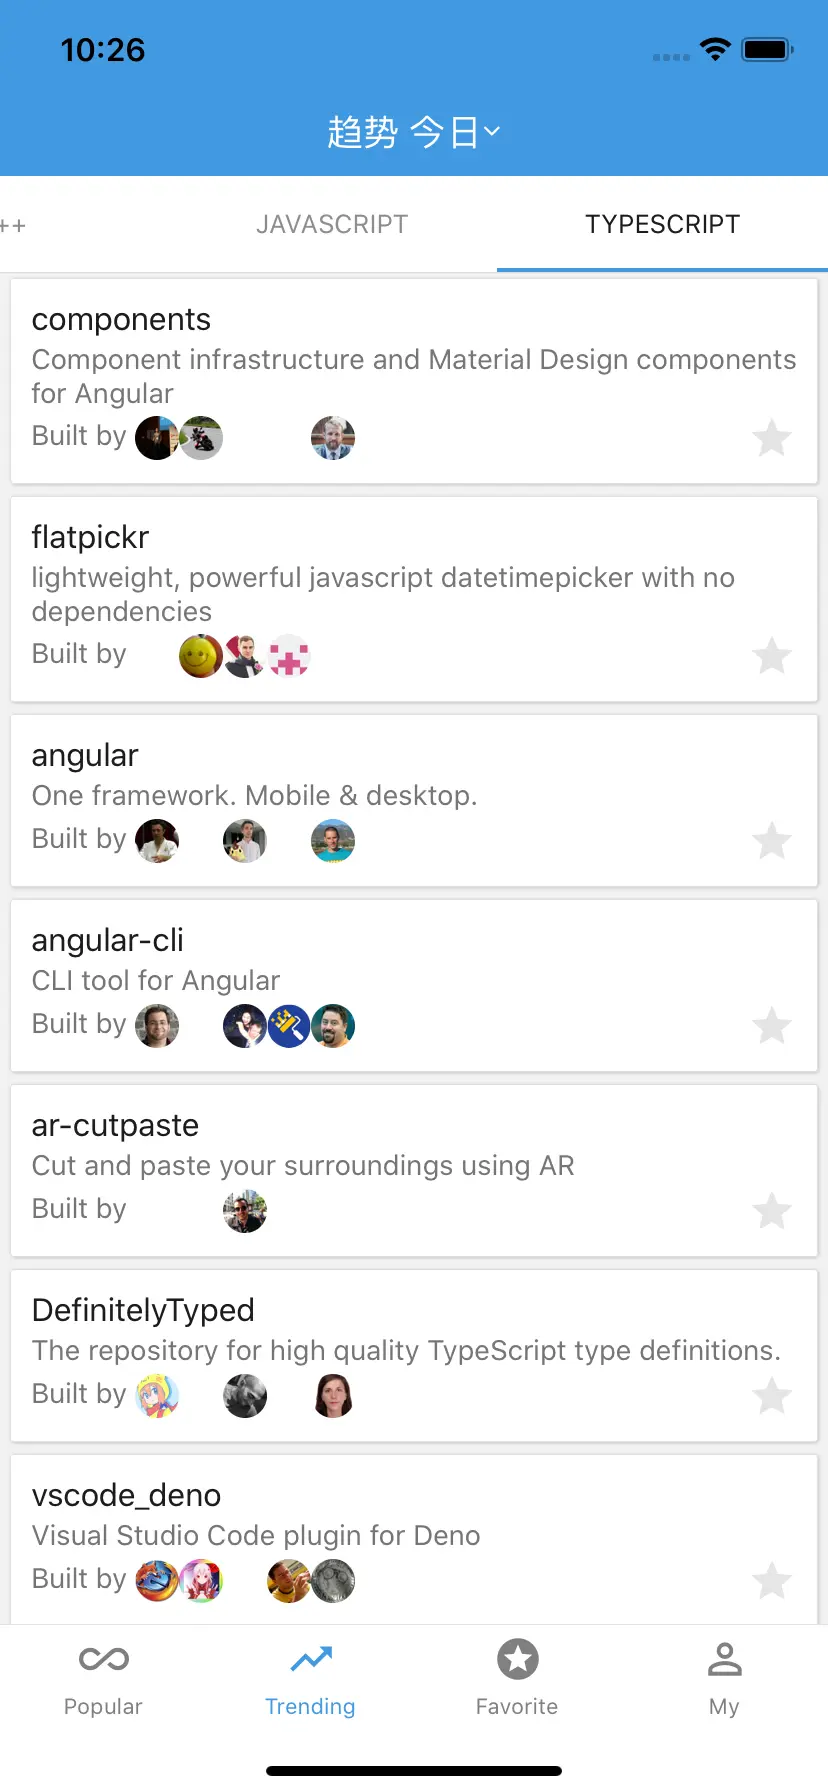 10:26
趋势 今日
++
JAVASCRIPT
TYPESCRIPT
components
Component infrastructure and Material Design components
for Angular
Built by
flatpickr
lightweight, powerful javascript datetimepicker with no
dependencies
Built by
angular
One framework. Mobile & desktop.
Built by
angular-cli
CLI tool for Angular
Built by
ar-cutpaste
Cut and paste your surroundings using AR
Built by
DefinitelyTyped
The repository for high quality TypeScript type definitions.
Built by
vscode_deno
Visual Studio Code plugin for Deno
Built by
Popular
Trending
Favorite
My